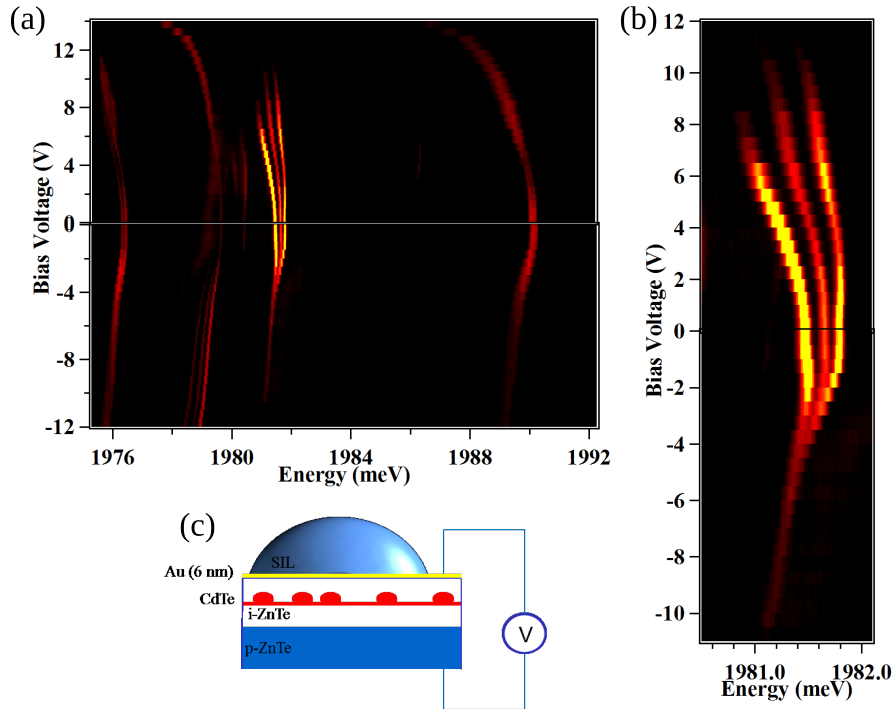 (a)
Bias Voltage (V)
12
8
4
0
-4
-8
-12
1976
1980
1984
1988
1992
Energy (meV)
(b)
Bias Voltage (V)
12
10
8
6
4
2
0
-2
-4
-6
-8
-10
1981.0
1982.0
Energy (meV)
(c)
SIL
Au (6 nm)
CdTe
i-ZnTe
p-ZnTe
V